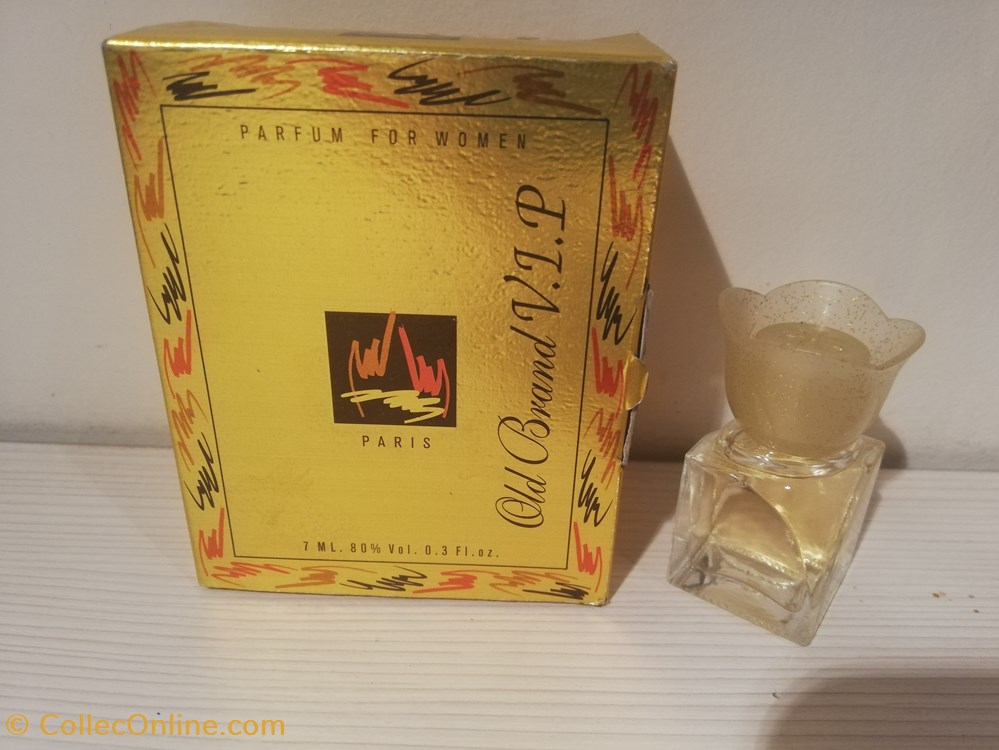 PARFUM FOR WOMEN
Old Brand V.I.P
PARIS
7 ML. 80% Vol. 0.3 Fl.oz.
© CollecOnline.com